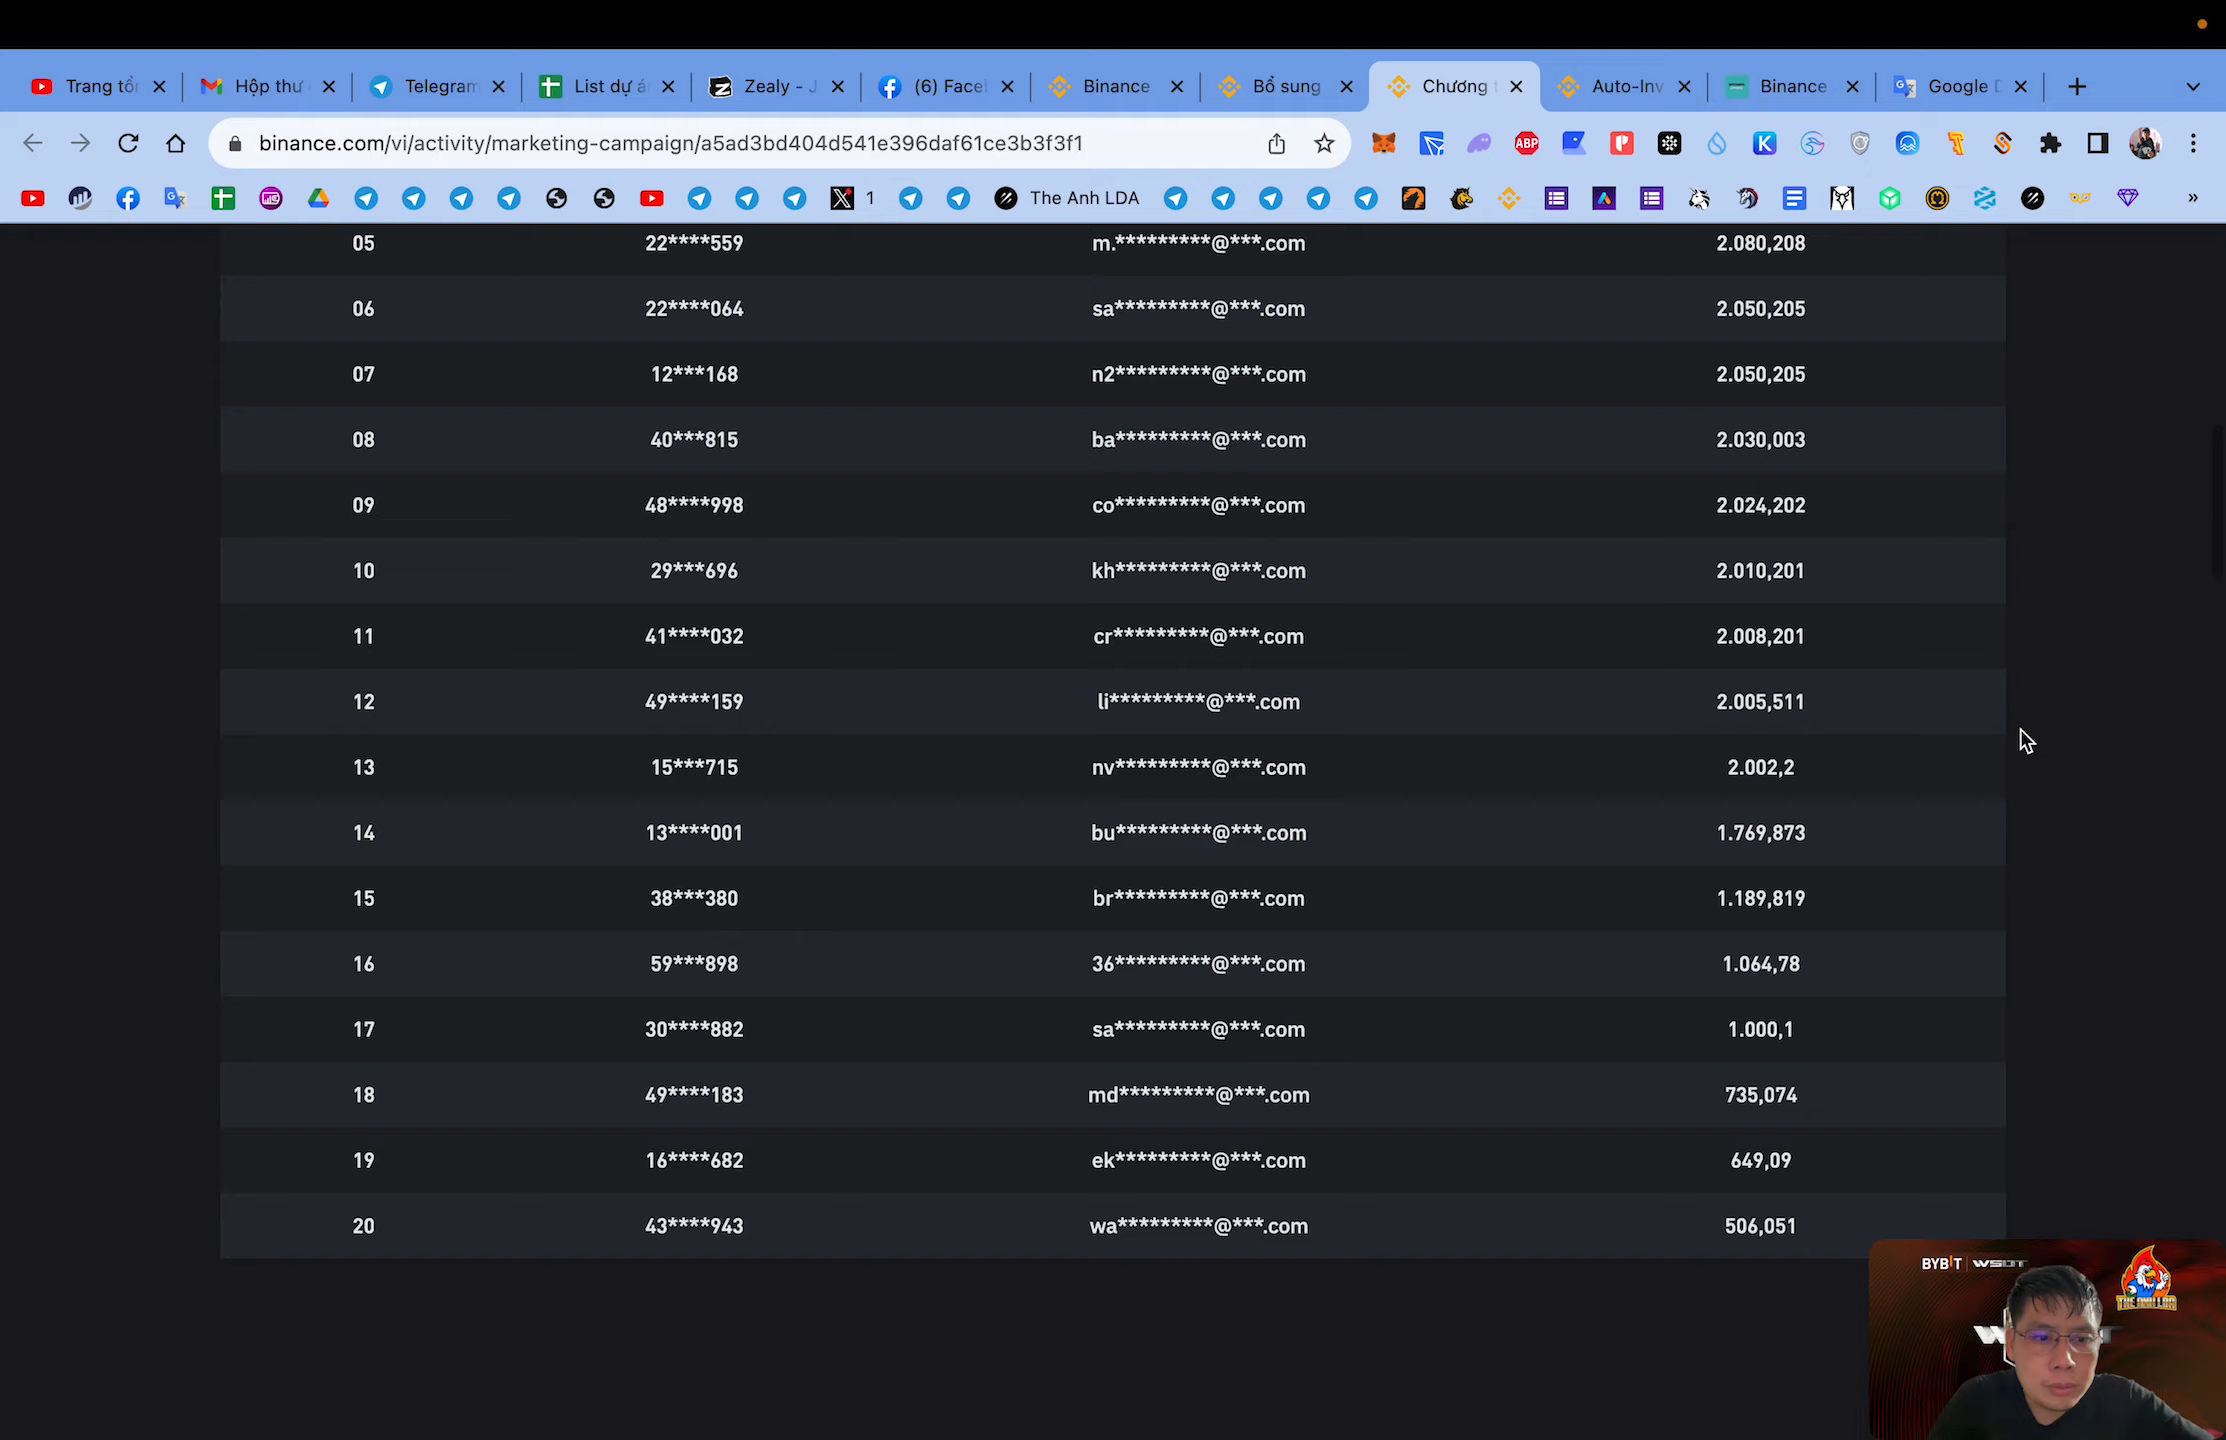 Trang tổ
Hộp thư
Telegram
List dự á
Zealy - J
(6) Face
Binance
Bổ sung
Chương t
Auto-Inv
Binance
Google D
binance.com/vi/activity/marketing-campaign/a5ad3bd404d541e396daf61ce3b3f3f1
ABP
1
The Anh LDA
»
05 22****559 m.*********@***.com 2.080,208
06 22****064 sa*********@***.com 2.050,205
07 12***168 n2*********@***.com 2.050,205
08 40***815 ba*********@***.com 2.030,003
09 48****998 co*********@***.com 2.024,202
10 29***696 kh*********@***.com 2.010,201
11 41****032 cr*********@***.com 2.008,201
12 49****159 li*********@***.com 2.005,511
13 15***715 nv*********@***.com 2.002,2
14 13****001 bu*********@***.com 1.769,873
15 38***380 br*********@***.com 1.189,819
16 59***898 36*********@***.com 1.064,78
17 30****882 sa*********@***.com 1.000,1
18 49****183 md*********@***.com 735,074
19 16****682 ek*********@***.com 649,09
20 43****943 wa*********@***.com 506,051
BYBIT | WSOT
THE ANH LDA